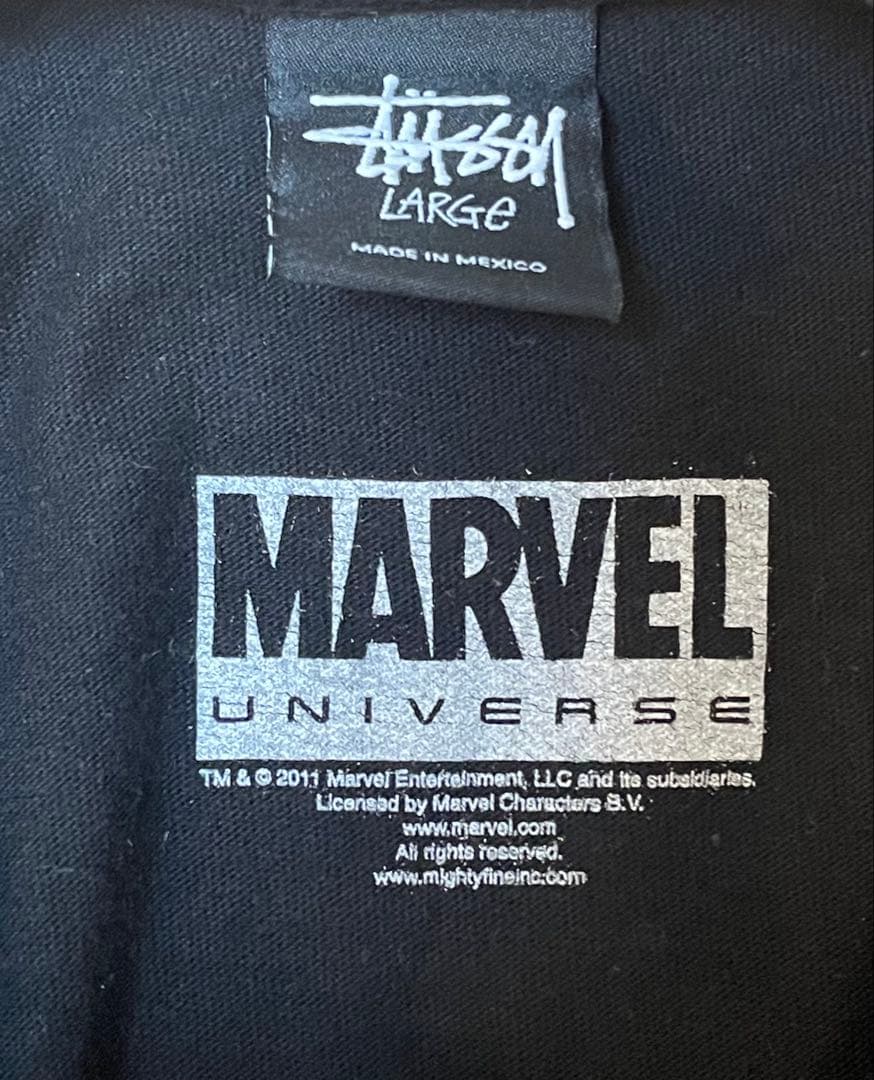 STÜSSY
LARGE
MADE IN MEXICO
MARVEL
UNIVERSE
TM & © 2011 Marvel Entertainment, LLC and its subsidiaries.
Licensed by Marvel Characters B.V.
www.marvel.com
All rights reserved.
www.mightyfineinc.com